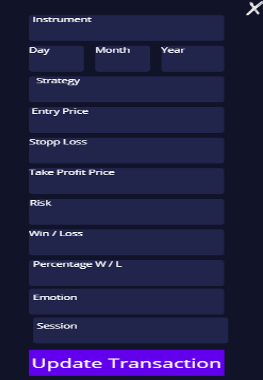 X
Instrument
Day Month Year
Strategy
Entry Price
Stopp Loss
Take Profit Price
Risk
Win / Loss
Percentage W / L
Emotion
Session
Update Transaction